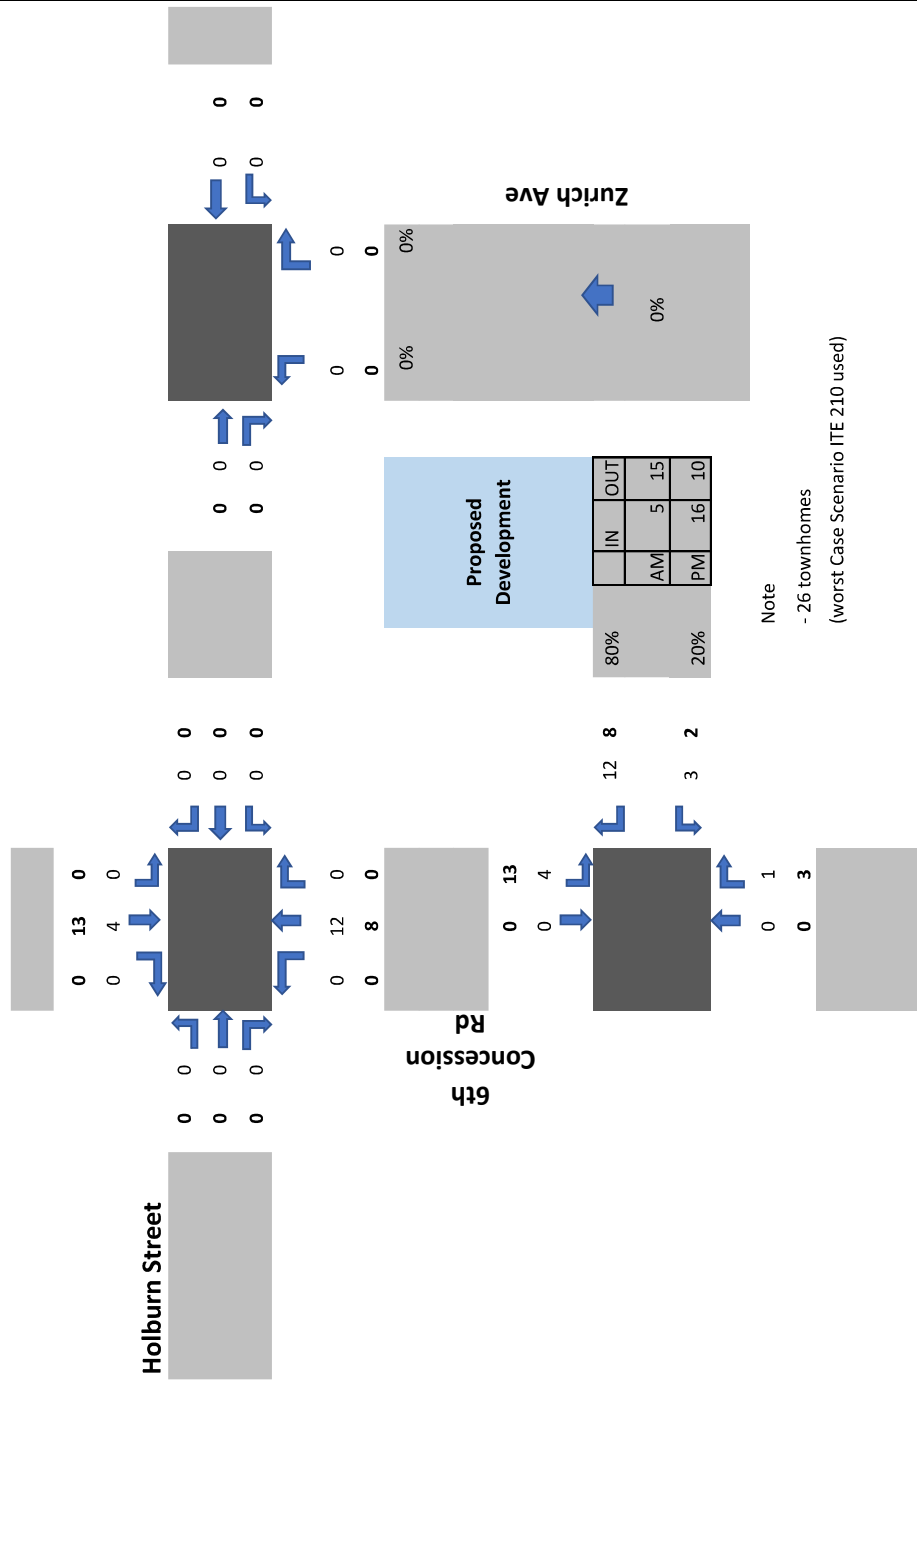 0 13 0
0 4 0
Holburn Street
0 0 0 0
0 0 0 0 0 0 0 0
0 0 0 0 0 0 0 0
0 12 0 0 0
0 8 0 0 0
0% 0%
6th
Concession
Rd
Proposed
Development
Zurich Ave
0 13
0 4
12 8 80% IN OUT
AM 5 15 0%
3 2 20% PM 16 10
0 1 Note
0 3 - 26 townhomes
(worst Case Scenario ITE 210 used)